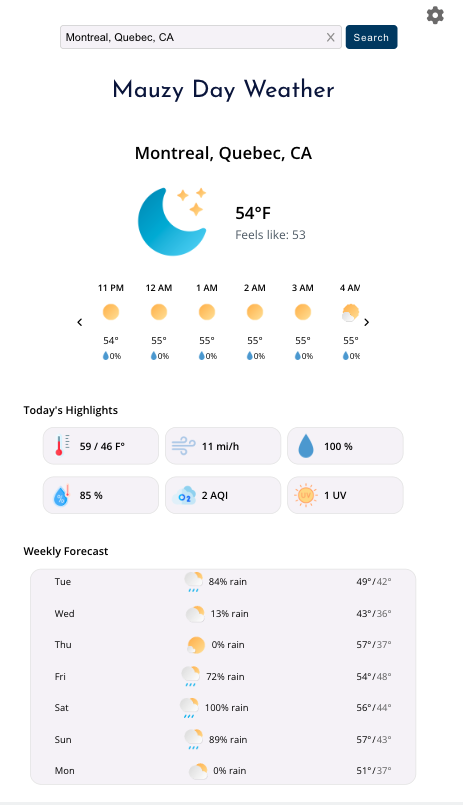 Montreal, Quebec, CA X Search
Mauzy Day Weather
Montreal, Quebec, CA
54°F
Feels like: 53
11 PM 12 AM 1 AM 2 AM 3 AM 4 AM
54° 55° 55° 55° 55° 55°
0% 0% 0% 0% 0% 0%
Today's Highlights
59 / 46 F° 11 mi/h 100 %
% 85 % O2 2 AQI UV 1 UV
Weekly Forecast
Tue 84% rain 49°/42°
Wed 13% rain 43°/36°
Thu 0% rain 57°/37°
Fri 72% rain 54°/48°
Sat 100% rain 56°/44°
Sun 89% rain 57°/43°
Mon 0% rain 51°/37°